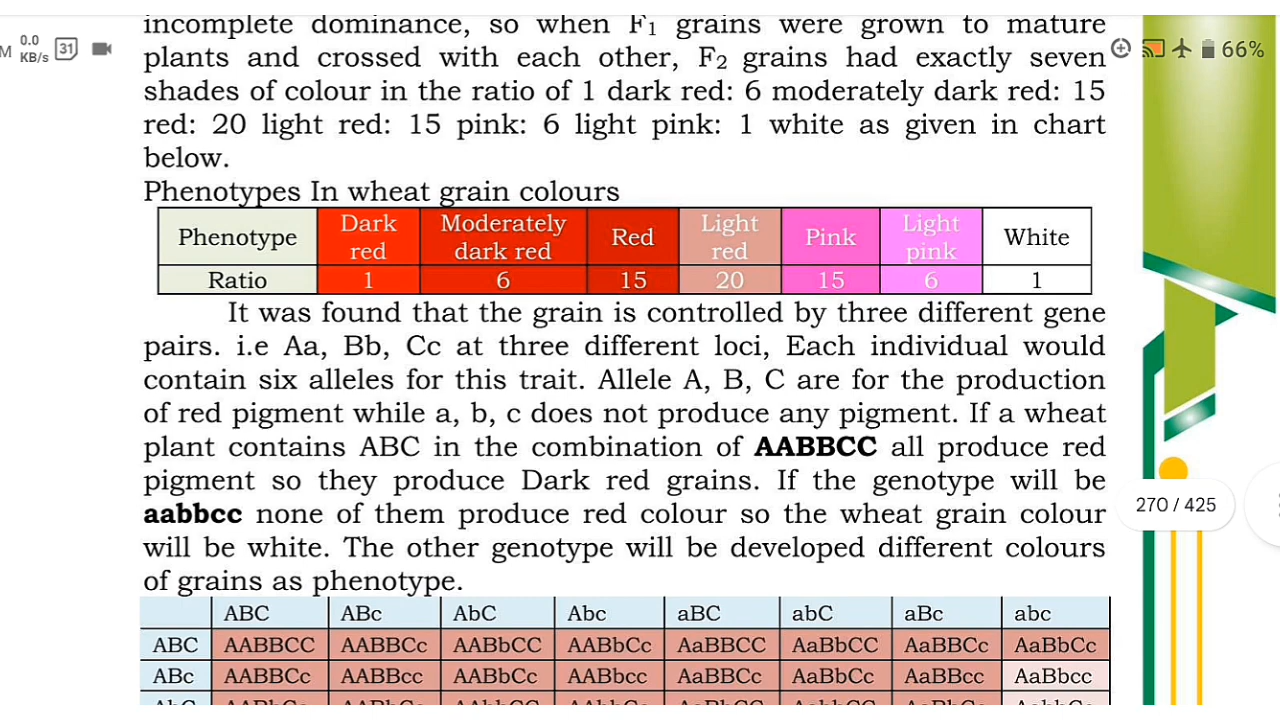 incomplete dominance, so when F1 grains were grown to mature
M 0.0 KB/s 31 66%
plants and crossed with each other, F2 grains had exactly seven
shades of colour in the ratio of 1 dark red: 6 moderately dark red: 15
red: 20 light red: 15 pink: 6 light pink: 1 white as given in chart
below.
Phenotypes In wheat grain colours
Phenotype Dark red Moderately dark red Red Light red Pink Light pink White
Ratio 1 6 15 20 15 6 1
It was found that the grain is controlled by three different gene
pairs. i.e Aa, Bb, Cc at three different loci, Each individual would
contain six alleles for this trait. Allele A, B, C are for the production
of red pigment while a, b, c does not produce any pigment. If a wheat
plant contains ABC in the combination of AABBCC all produce red
pigment so they produce Dark red grains. If the genotype will be
aabbcc none of them produce red colour so the wheat grain colour
270 / 425
will be white. The other genotype will be developed different colours
of grains as phenotype.
ABC ABc AbC Abc aBC abC aBc abc
ABC AABBCC AABBCc AABbCC AABbCc AaBBCC AaBbCC AaBBCc AaBbCc
ABc AABBCc AABBcc AABbCc AABbcc AaBBCc AaBbCc AaBBcc AaBbcc